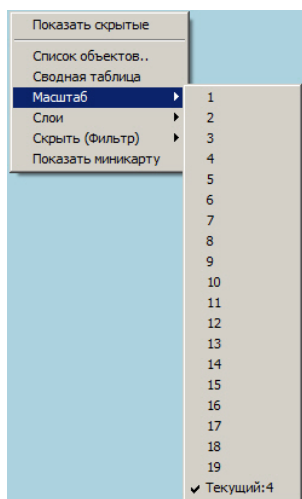 Показать скрытые
Список объектов..
Сводная таблица
Масштаб
Слои
Скрыть (Фильтр)
Показать миникарту
1
2
3
4
5
6
7
8
9
10
11
12
13
14
15
16
17
18
19
Текущий:4